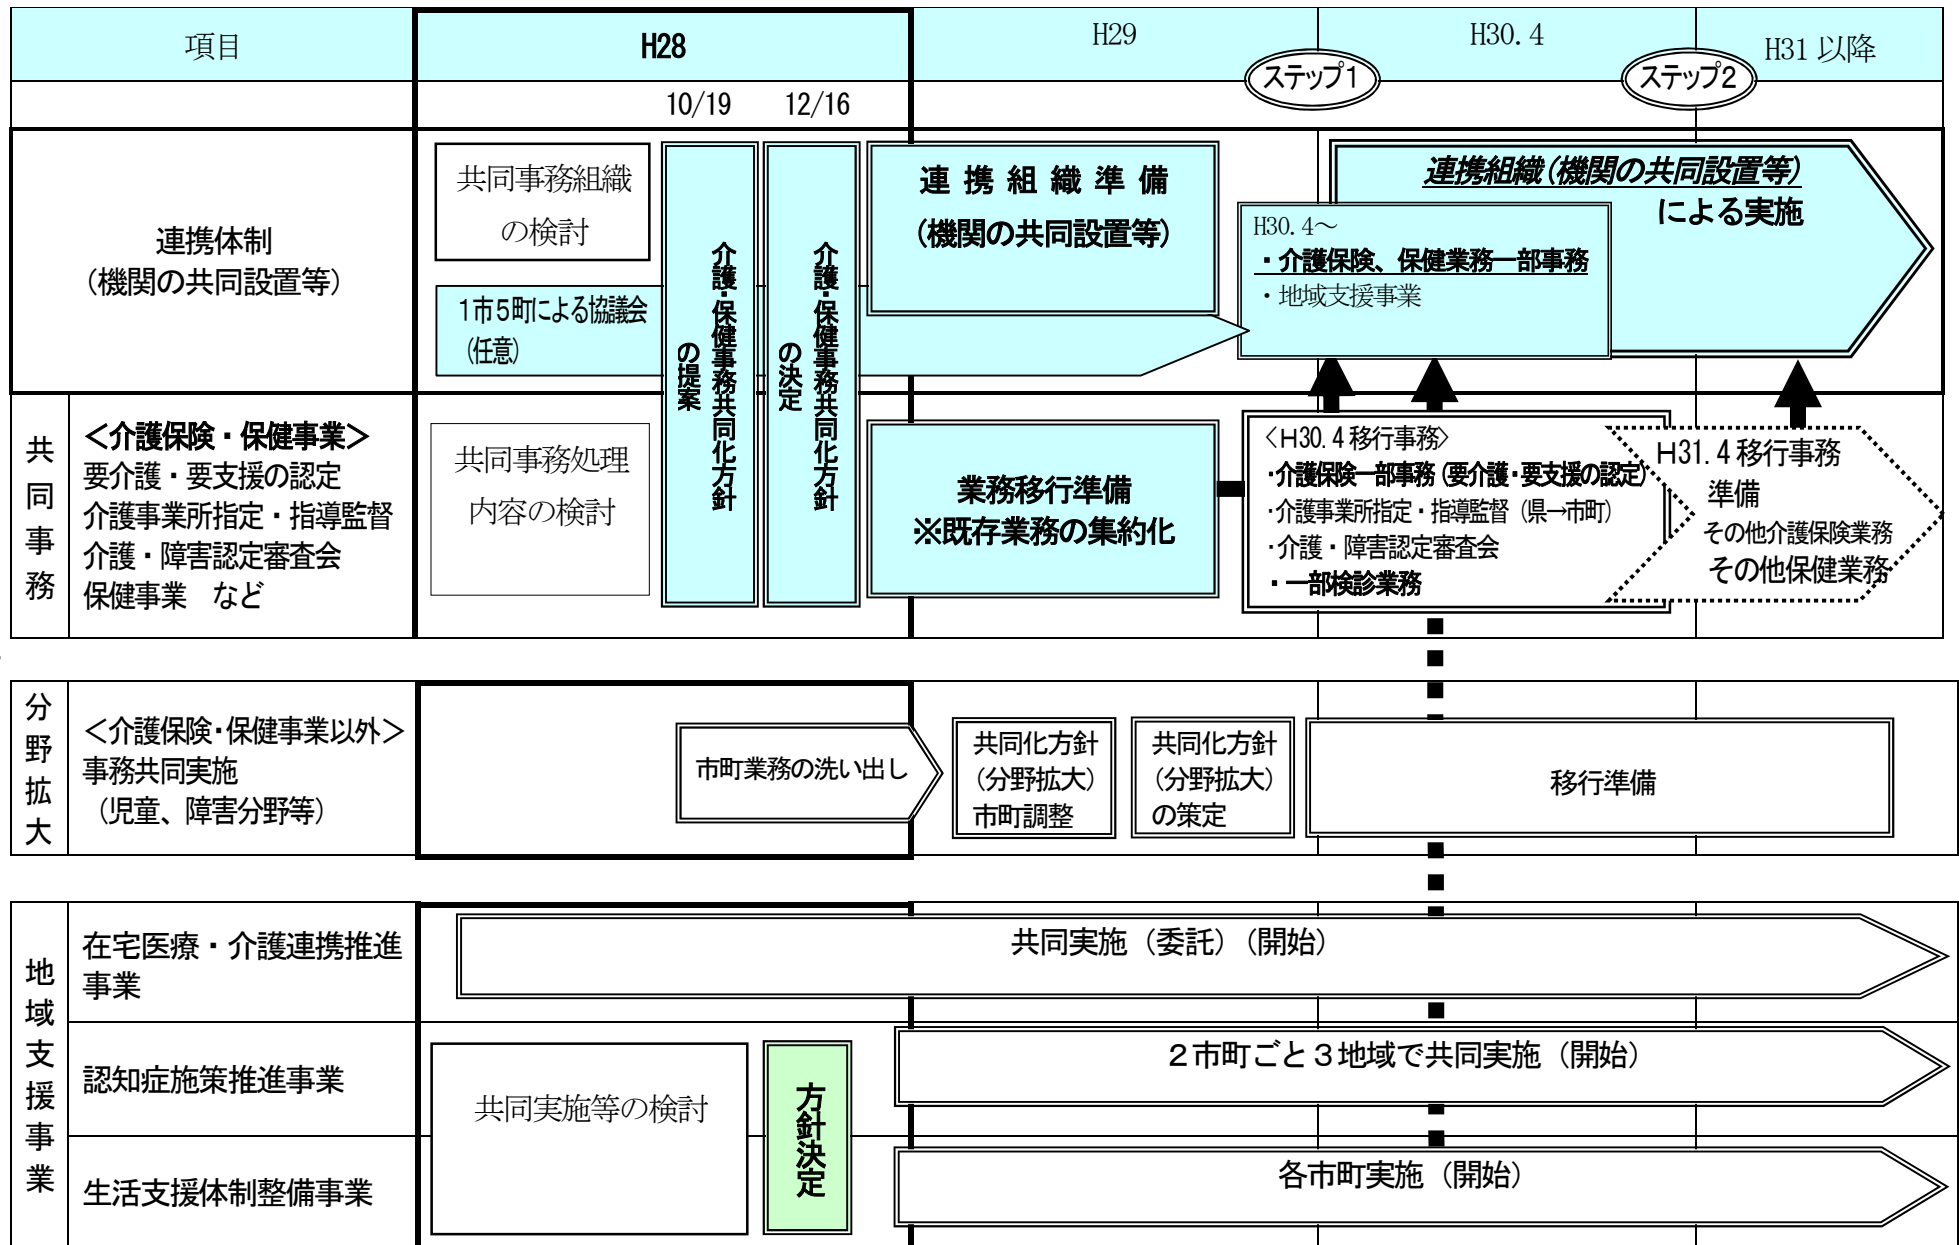 項目
H28
H29
H30.4
H31 以降
ステップ1
ステップ2
10/19
12/16
連携体制
（機関の共同設置等）
共同事務組織
の検討
1市5町による協議会
（任意）
介護・保健事務共同化方針
の提案
介護・保健事務共同化方針
の決定
連携組織準備
（機関の共同設置等）
連携組織（機関の共同設置等）
による実施
H30.4～
・介護保険、保健業務一部事務
・地域支援事業
共同事務
＜介護保険・保健事業＞
要介護・要支援の認定
介護事業所指定・指導監督
介護・障害認定審査会
保健事業　など
共同事務処理
内容の検討
業務移行準備
※既存業務の集約化
〈H30.4 移行事務〉
・介護保険一部事務（要介護・要支援の認定）
・介護事業所指定・指導監督（県→市町）
・介護・障害認定審査会
・一部検診業務
H31.4 移行事務
準備
その他介護保険業務
その他保健業務
分野拡大
＜介護保険・保健事業以外＞
事務共同実施
（児童、障害分野等）
市町業務の洗い出し
共同化方針
（分野拡大）
市町調整
共同化方針
（分野拡大）
の策定
移行準備
地域支援事業
在宅医療・介護連携推進
事業
共同実施（委託）（開始）
認知症施策推進事業
共同実施等の検討
方針決定
２市町ごと３地域で共同実施（開始）
生活支援体制整備事業
各市町実施（開始）